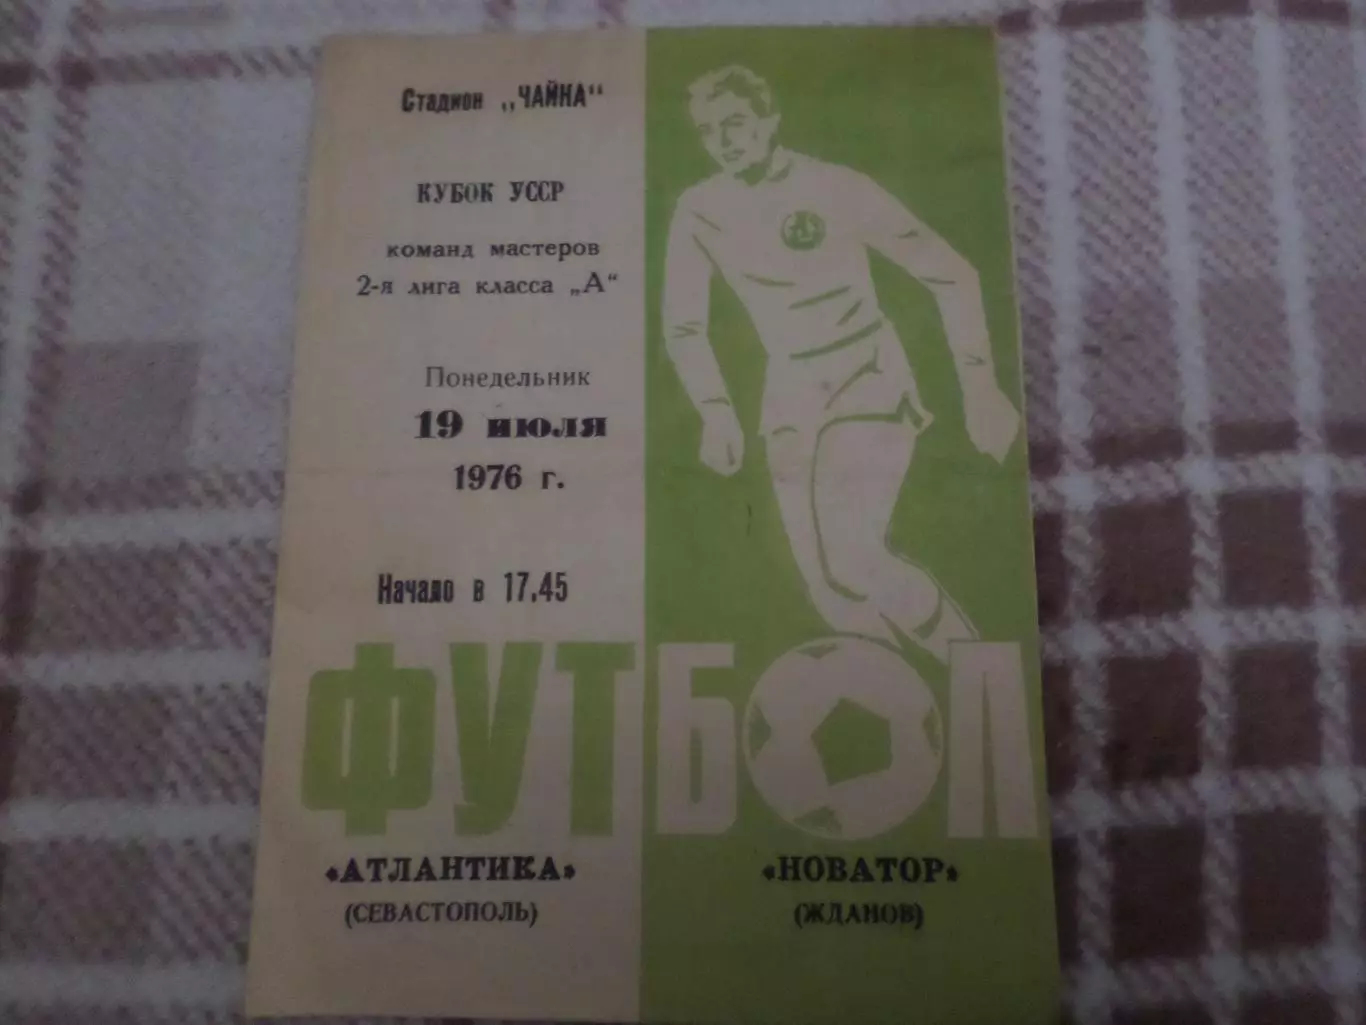 Стадион „ЧАЙКА"
КУБОК УССР
команд мастеров
2-я лига класса „А"
Понедельник
19 июля
1976 г.
Начало в 17.45
ФУТБОЛ
«АТЛАНТИКА»
(СЕВАСТОПОЛЬ)
«НОВАТОР»
(ЖДАНОВ)